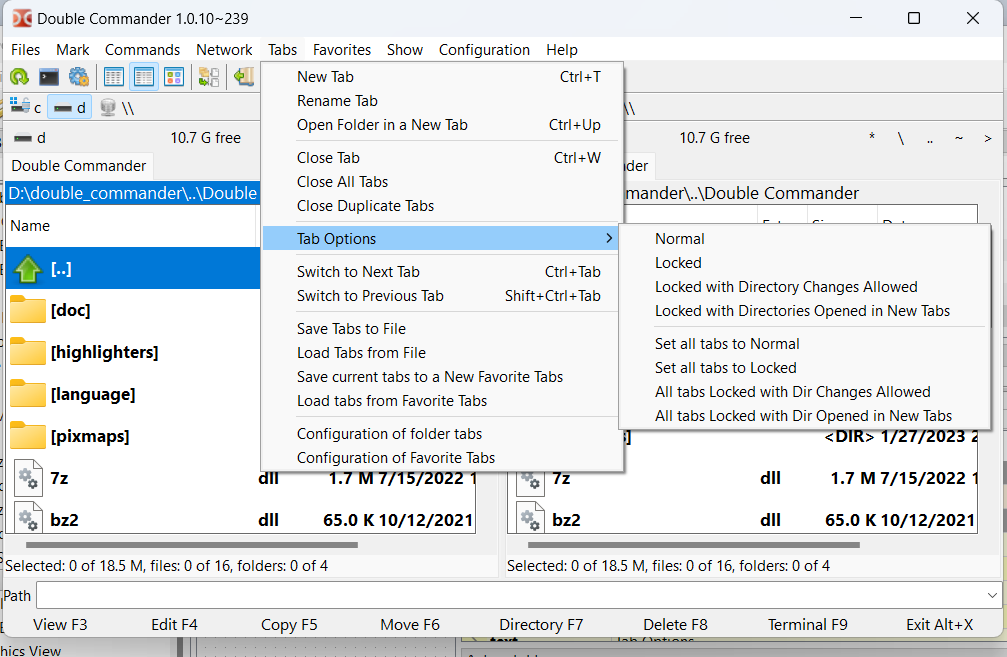 Double Commander 1.0.10~239
Files Mark Commands Network Tabs Favorites Show Configuration Help
c d \\
\\
d 10.7 G free
10.7 G free * \ .. ~ >
Double Commander
der
D:\double_commander\..\Double
mander\..\Double Commander
Name
[..]
[doc]
[highlighters]
[language]
[pixmaps]
7z dll 1.7 M 7/15/2022 1
bz2 dll 65.0 K 10/12/2021
New Tab Ctrl+T
Rename Tab
Open Folder in a New Tab Ctrl+Up
Close Tab Ctrl+W
Close All Tabs
Close Duplicate Tabs
Tab Options >
Switch to Next Tab Ctrl+Tab
Switch to Previous Tab Shift+Ctrl+Tab
Save Tabs to File
Load Tabs from File
Save current tabs to a New Favorite Tabs
Load tabs from Favorite Tabs
Configuration of folder tabs
Configuration of Favorite Tabs
Normal
Locked
Locked with Directory Changes Allowed
Locked with Directories Opened in New Tabs
Set all tabs to Normal
Set all tabs to Locked
All tabs Locked with Dir Changes Allowed
All tabs Locked with Dir Opened in New Tabs
<DIR> 1/27/2023 2
7z dll 1.7 M 7/15/2022 1
bz2 dll 65.0 K 10/12/2021
Selected: 0 of 18.5 M, files: 0 of 16, folders: 0 of 4
Selected: 0 of 18.5 M, files: 0 of 16, folders: 0 of 4
Path
View F3 Edit F4 Copy F5 Move F6 Directory F7 Delete F8 Terminal F9 Exit Alt+X
hics View